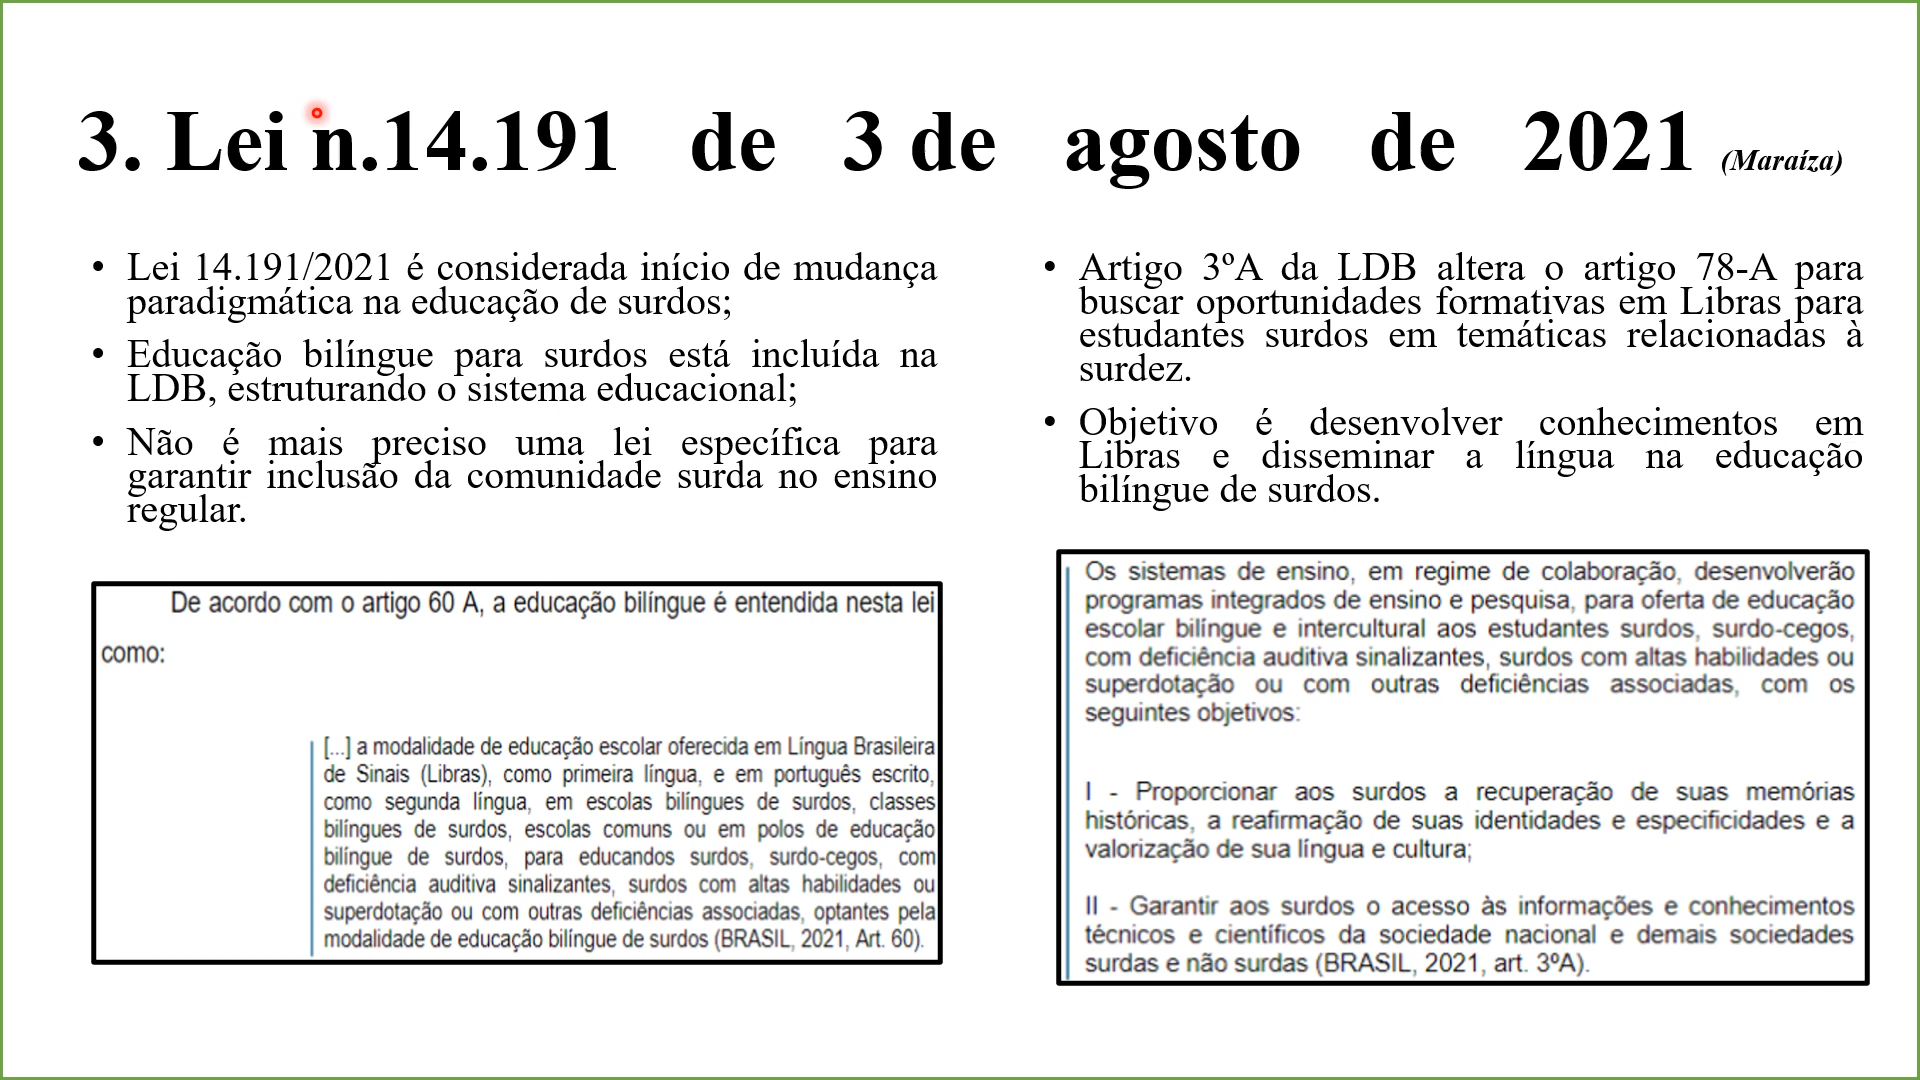 3. Lei n.14.191 de 3 de agosto de 2021 (Maraíza)
• Lei 14.191/2021 é considerada início de mudança
paradigmática na educação de surdos;
• Educação bilíngue para surdos está incluída na
LDB, estruturando o sistema educacional;
• Não é mais preciso uma lei específica para
garantir inclusão da comunidade surda no ensino
regular.
De acordo com o artigo 60 A, a educação bilíngue é entendida nesta lei
como:
[...] a modalidade de educação escolar oferecida em Língua Brasileira
de Sinais (Libras), como primeira língua, e em português escrito,
como segunda língua, em escolas bilíngues de surdos, classes
bilíngues de surdos, escolas comuns ou em polos de educação
bilíngue de surdos, para educandos surdos, surdo-cegos, com
deficiência auditiva sinalizantes, surdos com altas habilidades ou
superdotação ou com outras deficiências associadas, optantes pela
modalidade de educação bilíngue de surdos (BRASIL, 2021, Art. 60).
• Artigo 3ºA da LDB altera o artigo 78-A para
buscar oportunidades formativas em Libras para
estudantes surdos em temáticas relacionadas à
surdez.
• Objetivo é desenvolver conhecimentos em
Libras e disseminar a língua na educação
bilíngue de surdos.
Os sistemas de ensino, em regime de colaboração, desenvolverão
programas integrados de ensino e pesquisa, para oferta de educação
escolar bilíngue e intercultural aos estudantes surdos, surdo-cegos,
com deficiência auditiva sinalizantes, surdos com altas habilidades ou
superdotação ou com outras deficiências associadas, com os
seguintes objetivos:
I - Proporcionar aos surdos a recuperação de suas memórias
históricas, a reafirmação de suas identidades e especificidades e a
valorização de sua língua e cultura;
II - Garantir aos surdos o acesso às informações e conhecimentos
técnicos e científicos da sociedade nacional e demais sociedades
surdas e não surdas (BRASIL, 2021, art. 3ºA).